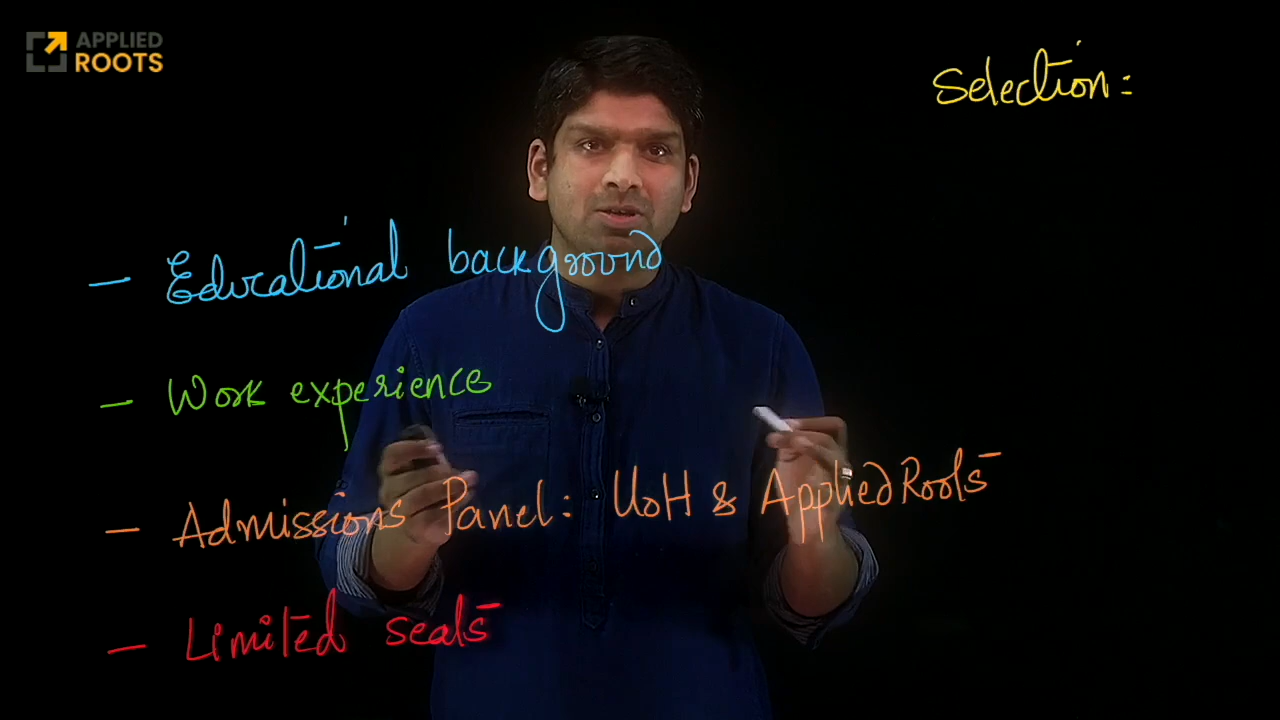 APPLIED
ROOTS
Selection:
- Educational background
- Work experience
- Admissions Panel: UoH & AppliedRoots
- Limited seats